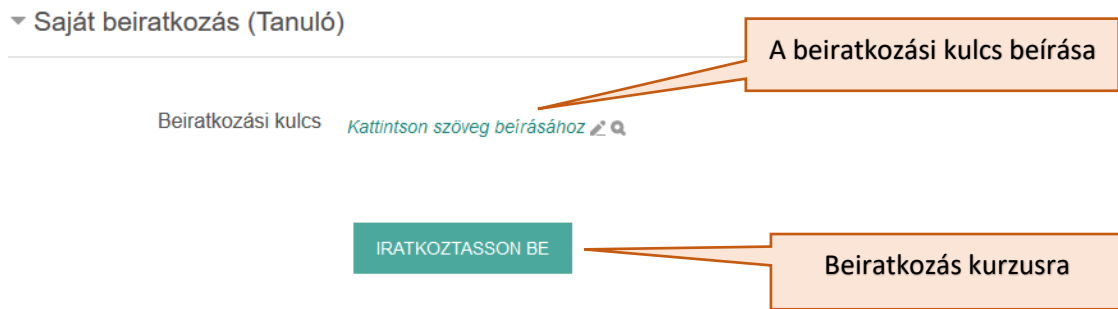 Saját beiratkozás (Tanuló)
A beiratkozási kulcs beírása
Beiratkozási kulcs Kattintson szöveg beírásához
IRATKOZTASSON BE
Beiratkozás kurzusra